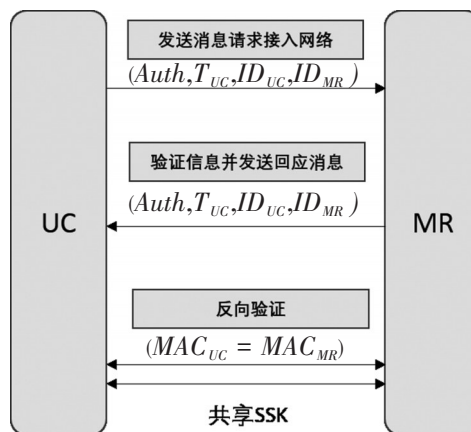 发送消息请求接入网络
(Auth,T_UC,ID_UC,ID_MR)
验证信息并发送回应消息
(Auth,T_UC,ID_UC,ID_MR)
UC
MR
反向验证
(MAC_UC = MAC_MR)
共享SSK